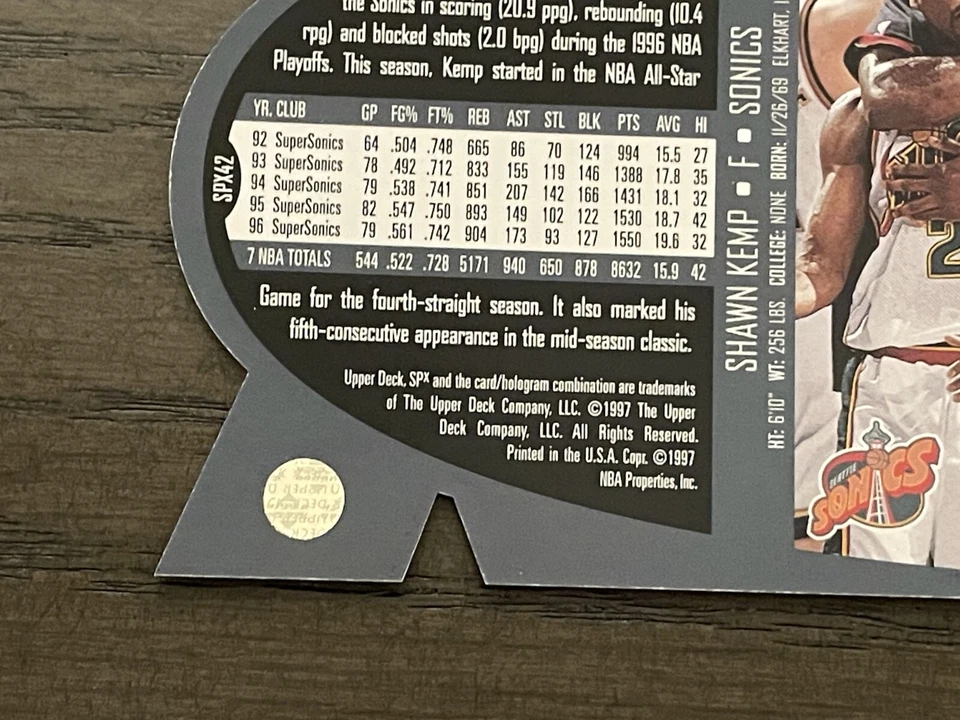 the Sonics in scoring (20.9 ppg), rebounding (10.4
rpg) and blocked shots (2.0 bpg) during the 1996 NBA
Playoffs. This season, Kemp started in the NBA All-Star
YR. CLUB GP FG% FT% REB AST STL BLK PTS AVG HI
92 SuperSonics 64 .504 .748 665 86 70 124 994 15.5 27
93 SuperSonics 78 .492 .712 833 155 119 146 1388 17.8 35
94 SuperSonics 79 .538 .741 851 207 142 166 1431 18.1 32
95 SuperSonics 82 .547 .750 893 149 102 122 1530 18.7 42
96 SuperSonics 79 .561 .742 904 173 93 127 1550 19.6 32
7 NBA TOTALS 544 .522 .728 5171 940 650 878 8632 15.9 42
SPX42
Game for the fourth-straight season. It also marked his
fifth-consecutive appearance in the mid-season classic.
Upper Deck, SPx and the card/hologram combination are trademarks
of The Upper Deck Company, LLC. ©1997 The Upper
Deck Company, LLC. All Rights Reserved.
Printed in the U.S.A. Copr. ©1997
NBA Properties, Inc.
SHAWN KEMP ▪ F ▪ SONICS
HT: 6'10" WT: 256 LBS. COLLEGE: NONE BORN: 11/26/69 ELKHART,
SEATTLE
SONICS